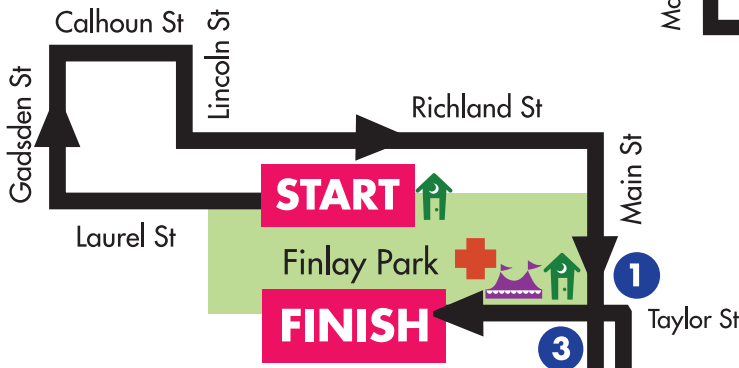 Calhoun St
Lincoln St
Ma
Gadsden St
Richland St
Main St
START
Laurel St
Finlay Park
1
FINISH
Taylor St
3